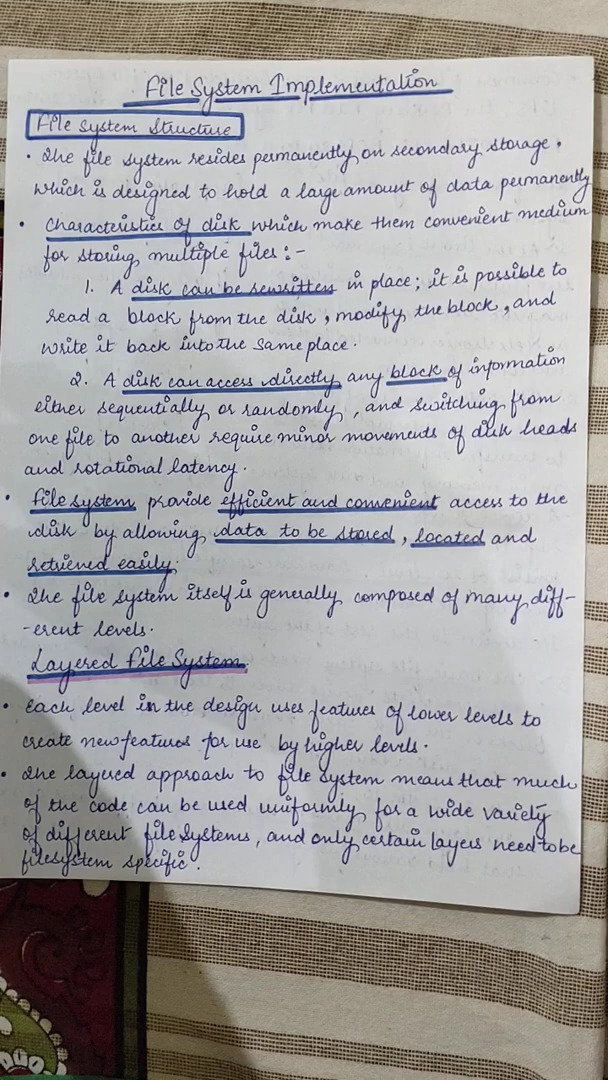 File System Implementation
File System Structure
• The file system resides permanently on secondary storage.
which is designed to hold a large amount of data permanently
• Characteristics of disk which make them convenient medium
for storing multiple files :-
1. A disk can be rewritten in place; it is possible to
read a block from the disk, modify the block, and
write it back into the same place.
2. A disk can access directly any block of information
either sequentially or randomly, and switching from
one file to another require minor movements of disk heads
and rotational latency.
• File system provide efficient and convenient access to the
disk by allowing data to be stored, located and
retrieved easily.
• The file system itself is generally composed of many diff-
-erent levels.
Layered File System
• Each level in the design uses features of lower levels to
create new features for use by higher levels.
• The layered approach to file system means that much
of the code can be used uniformly for a wide variety
of different file systems, and only certain layers need to be
filesystem specific.